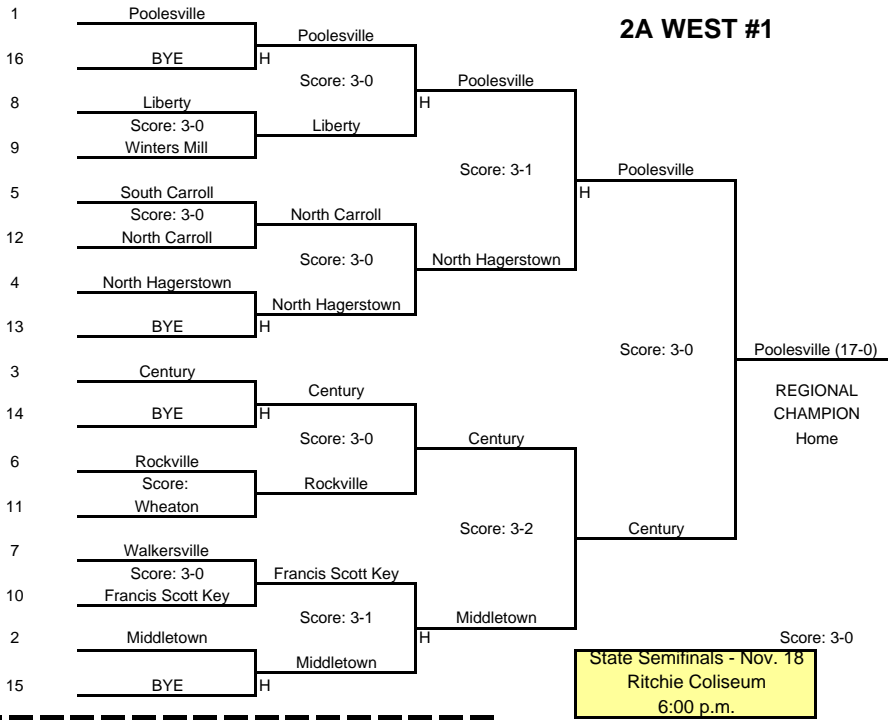 2A WEST #1
1
Poolesville
Poolesville
16
BYE
H
Score: 3-0
Poolesville
H
8
Liberty
Score: 3-0
Liberty
9
Winters Mill
Score: 3-1
Poolesville
H
5
South Carroll
Score: 3-0
North Carroll
12
North Carroll
Score: 3-0
North Hagerstown
4
North Hagerstown
North Hagerstown
13
BYE
H
Score: 3-0
Poolesville (17-0)
REGIONAL
CHAMPION
Home
3
Century
Century
14
BYE
H
Score: 3-0
Century
6
Rockville
Score:
Rockville
11
Wheaton
Score: 3-2
Century
7
Walkersville
Score: 3-0
Francis Scott Key
10
Francis Scott Key
Score: 3-1
Middletown
H
2
Middletown
Middletown
15
BYE
H
Score: 3-0
State Semifinals - Nov. 18
Ritchie Coliseum
6:00 p.m.